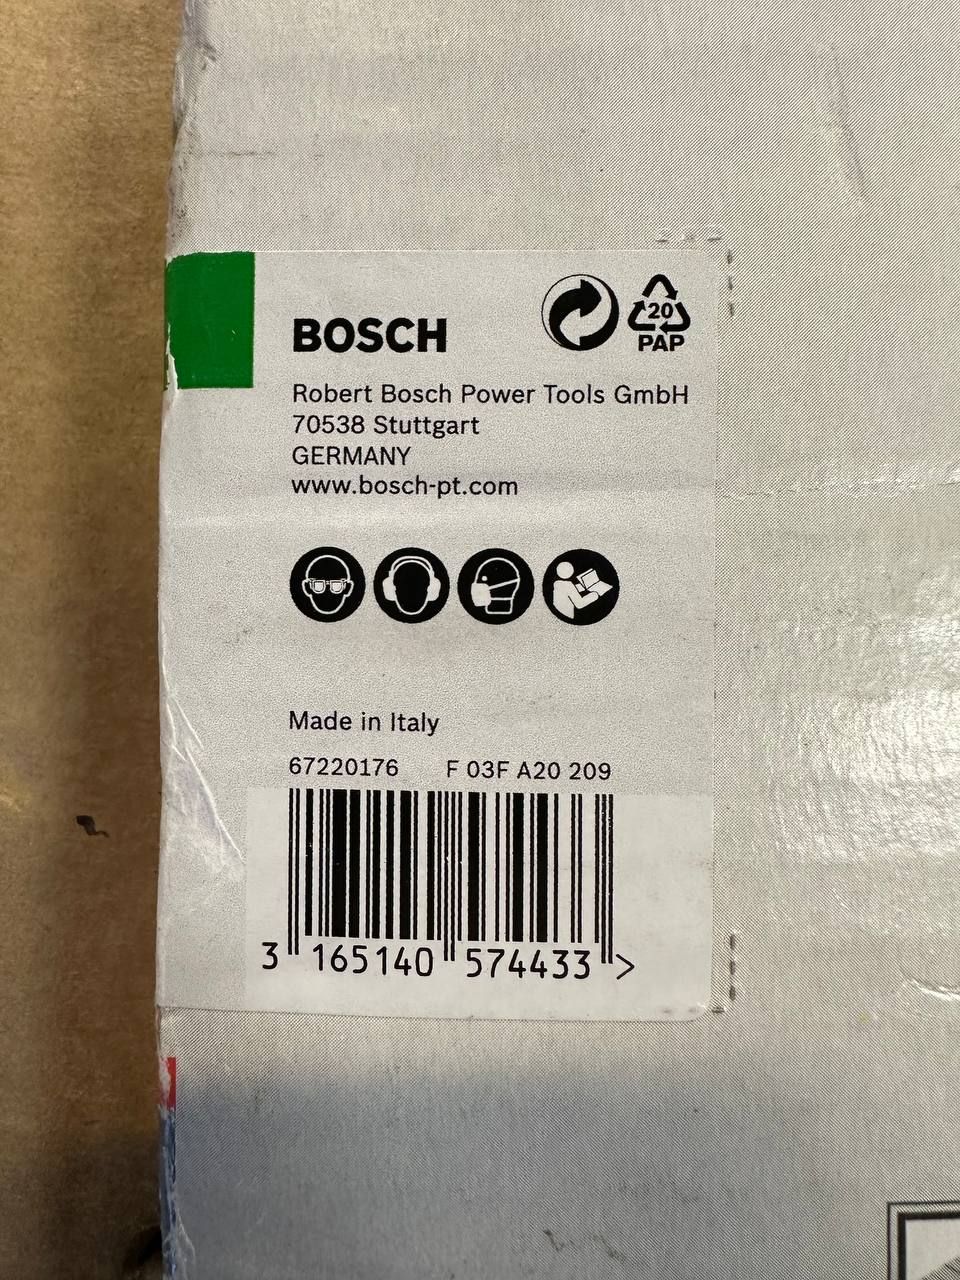 BOSCH
20
PAP
Robert Bosch Power Tools GmbH
70538 Stuttgart
GERMANY
www.bosch-pt.com
Made in Italy
67220176 F 03F A20 209
3 165140 574433 >